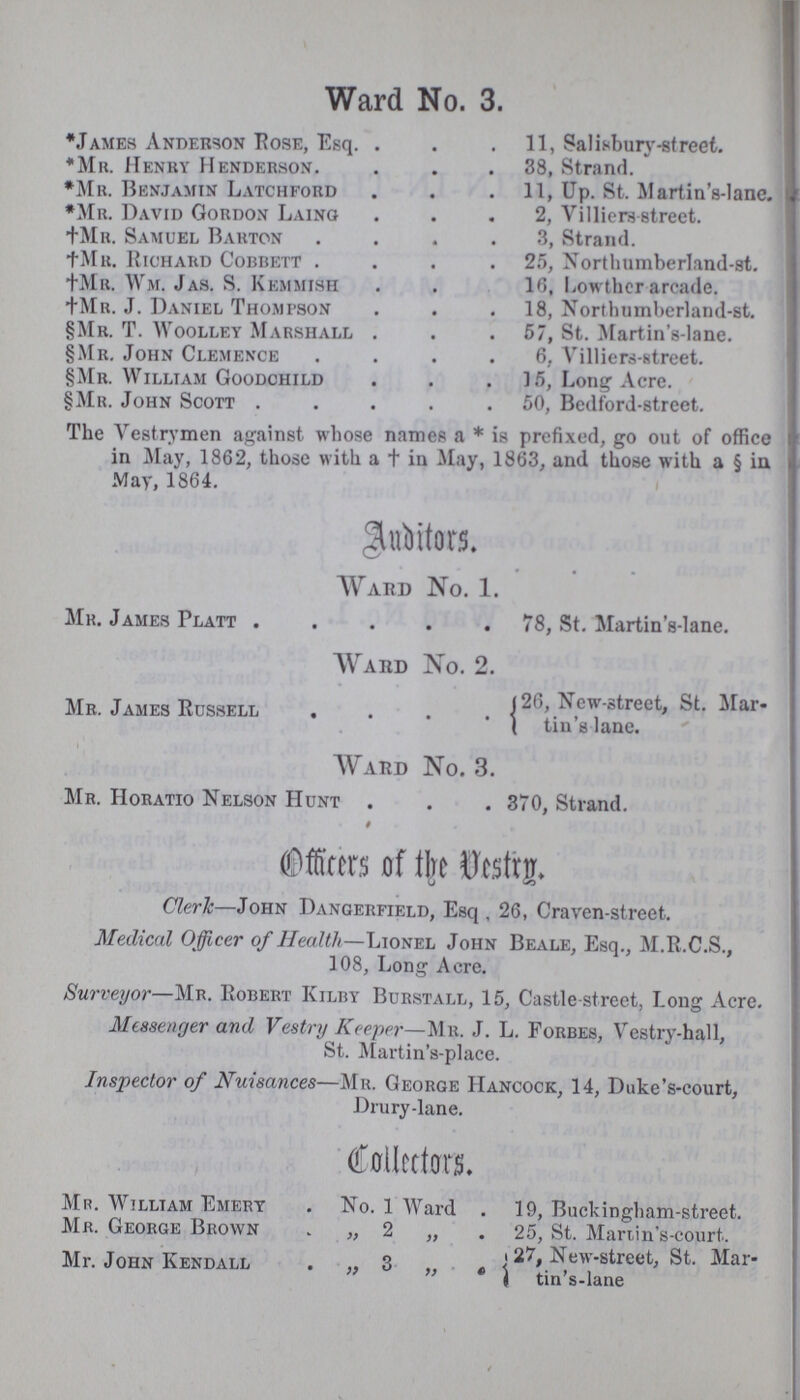 Ward No. 3.
*James Anderson Rose, Esq. . . . 11, Salisbury-street.
*Mr. Henry Henderson. . . . 38, Strand.
*Mr. Benjamin Latchford . . . 11, Up. St. Martin's-lane.
*Mr. David Gordon Laing . . . 2, Villiers-street.
†Mr. Samuel Barton . . . . 3, Strand.
†Mr. Richard Cobbett . . . . 25, Northumberland-st.
†Mr. Wm. Jas. S. Kemmish . . 16, Lowther arcade.
†Mr. J. Daniel Thompson . . . 18, Northumberland-st.
§Mr. T. Woolley Marshall . . . 57, St. Martin's-lane.
§Mr. John Clemence . . . . 6, Villiers-street.
§Mr. William Goodchild . . . 15, Long Acre.
§Mr. John Scott . . . . . 50, Bedford-street.
The Vestrymen against whose names a * is prefixed, go out of office
in May, 1862, those with a † in May, 1863, and those with a § in
May, 1864.
Auditors.
Ward No. 1.
Mr. James Platt . . . . . 78, St. Martin's-lane.
Ward No. 2.
Mr. James Russell . . . . {26, New-street, St. Mar-
tin's lane.
Ward No. 3.
Mr. Horatio Nelson Hunt . . . 370, Strand.
Officers of the Vestry.
Clerk—John Dangerfield, Esq., 26, Craven-street.
Medical Officer of Health—Lionel John Beale, Esq., M.R.C.S.,
108, Long Acre.
Surveyor—Mr. Robert Kilby Burstall, 15, Castle-street, Long Acre.
Messenger and Vestry Keeper—Mr. J. L. Forbes, Vestry-hall,
St. Martin's-place.
Inspector of Nuisances—Mr. George Hancock, 14, Duke's-court,
Drury-lane.
Collectors.
Mr. William Emery . No. 1 Ward . 19, Buckingham-street.
Mr. George Brown . „ 2 „ . 25, St. Martin's-court.
Mr. John Kendall . „ 3 „ . {27, New-street, St. Mar-
tin's-lane